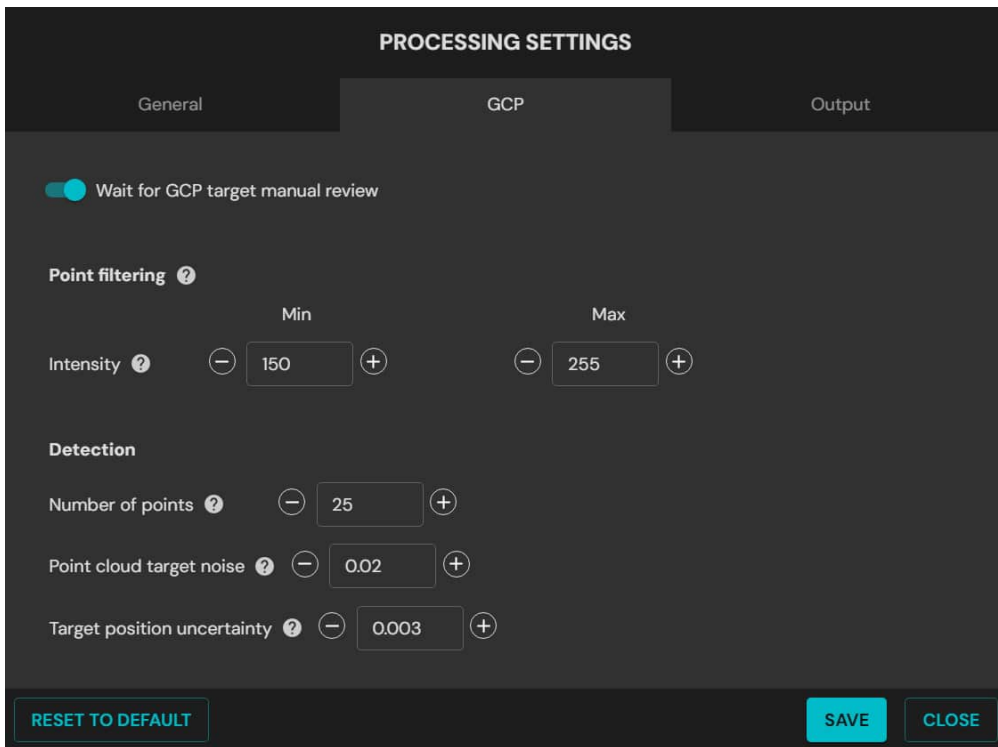 PROCESSING SETTINGS
General GCP Output
Wait for GCP target manual review
Point filtering ?
Min Max
Intensity ? 150 255
Detection
Number of points ? 25
Point cloud target noise ? 0.02
Target position uncertainty ? 0.003
RESET TO DEFAULT SAVE CLOSE